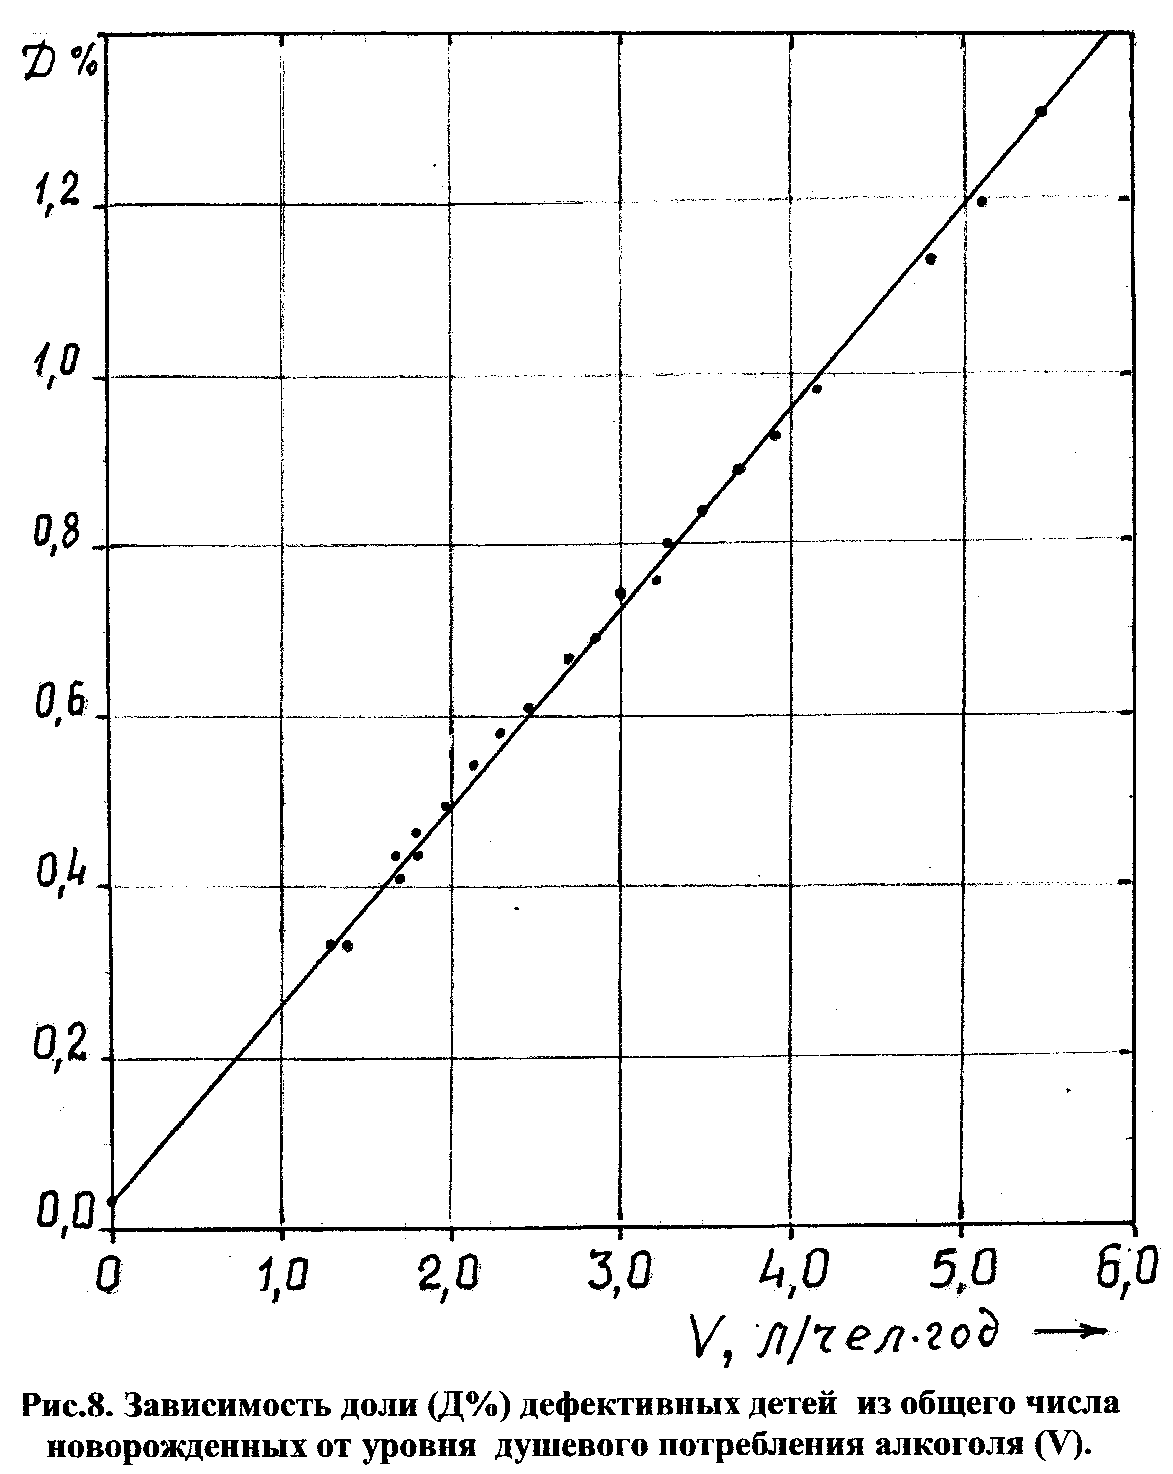 Д%
1,2
1,0
0,8
0,6
0,4
0,2
0,0
0 1,0 2,0 3,0 4,0 5,0 6,0
V, л/чел·год
Рис.8. Зависимость доли (Д%) дефективных детей из общего числа
новорожденных от уровня душевого потребления алкоголя (V).